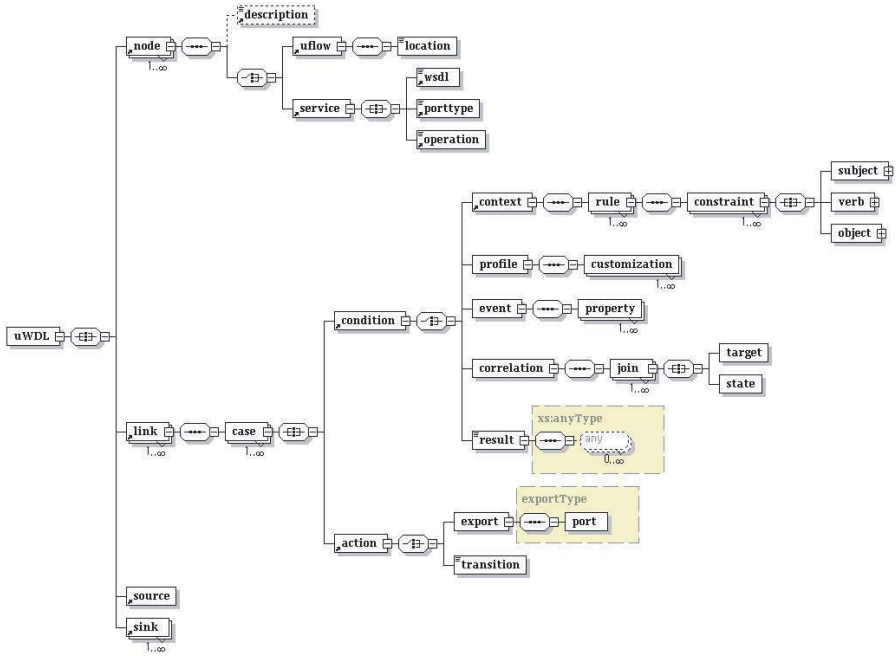 description
node
1..∞
uflow
location
wsdl
service
porttype
operation
subject
context
rule
constraint
verb
1..∞
1..∞
object
profile
customization
1..∞
event
property
1..∞
condition
uWDL
target
correlation
join
1..∞
state
xs:anyType
link
case
result
any
1..∞
1..∞
0..∞
exportType
export
port
action
transition
source
sink
1..∞